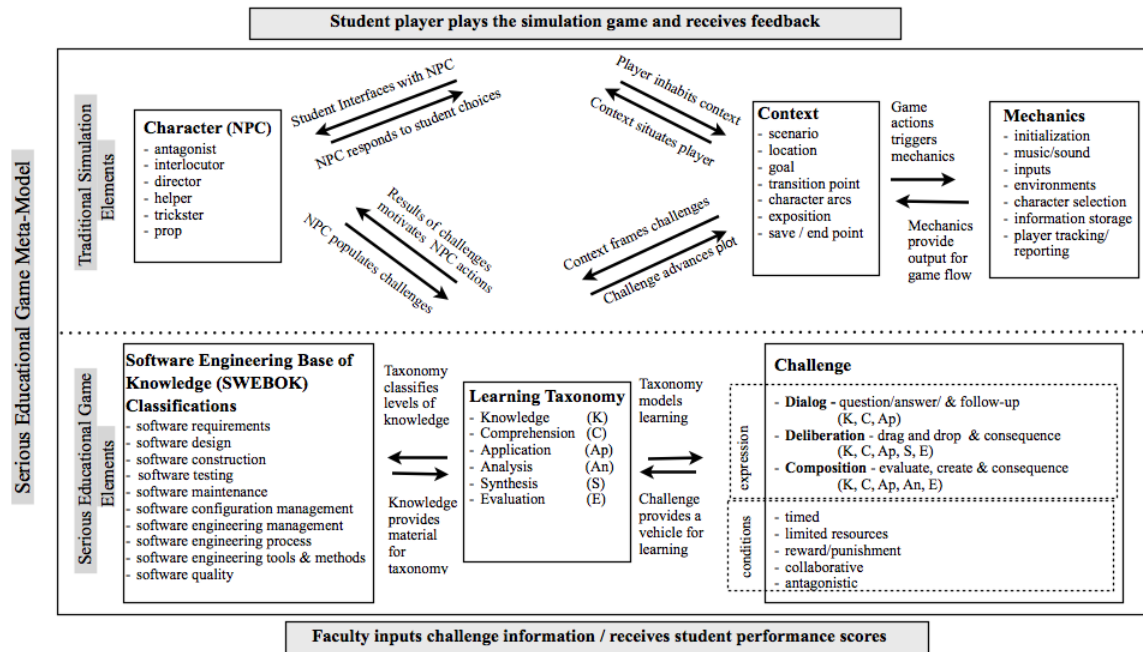 Student player plays the simulation game and receives feedback
Serious Educational Game Meta-Model
Traditional Simulation
Elements
Character (NPC)
- antagonist
- interlocutor
- director
- helper
- trickster
- prop
Student Interfaces with NPC
NPC responds to student choices
Player inhabits context
Context situates player
Context
- scenario
- location
- goal
- transition point
- character arcs
- exposition
- save / end point
Game
actions
triggers
mechanics
Mechanics
provide
output for
game flow
Mechanics
- initialization
- music/sound
- inputs
- environments
- character selection
- information storage
- player tracking/
reporting
Results of challenges
motivates NPC actions
NPC populates challenges
Context frames challenges
Challenge advances plot
Serious Educational Game
Elements
Software Engineering Base of
Knowledge (SWEBOK)
Classifications
- software requirements
- software design
- software construction
- software testing
- software maintenance
- software configuration management
- software engineering management
- software engineering process
- software engineering tools & methods
- software quality
Taxonomy
classifies
levels of
knowledge
Knowledge
provides
material for
taxonomy
Learning Taxonomy
- Knowledge (K)
- Comprehension (C)
- Application (Ap)
- Analysis (An)
- Synthesis (S)
- Evaluation (E)
Taxonomy
models
learning
Challenge
provides a
vehicle for
learning
Challenge
expression
- Dialog - question/answer/ & follow-up
(K, C, Ap)
- Deliberation - drag and drop & consequence
(K, C, Ap, S, E)
- Composition - evaluate, create & consequence
(K, C, Ap, An, E)
conditions
- timed
- limited resources
- reward/punishment
- collaborative
- antagonistic
Faculty inputs challenge information / receives student performance scores